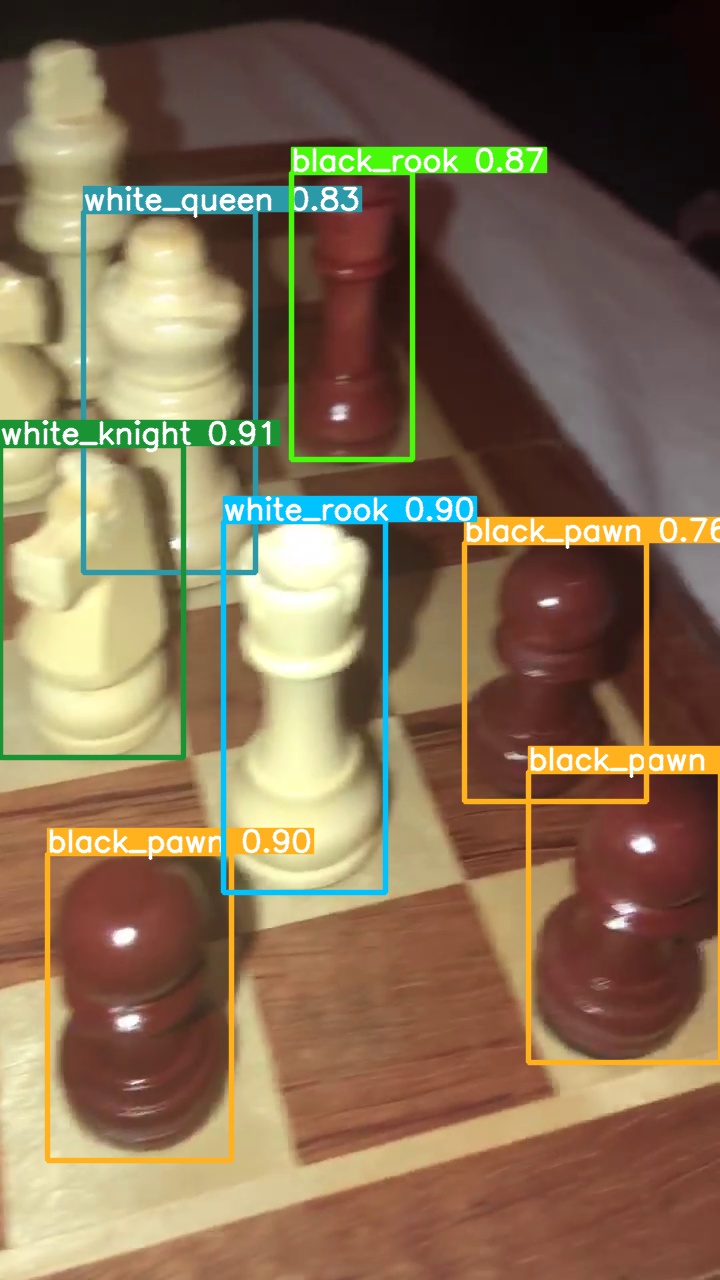 black_rook 0.87
white_queen 0.83
white_knight 0.91
white_rook 0.90
black_pawn 0.76
black_pawn
black_pawn 0.90